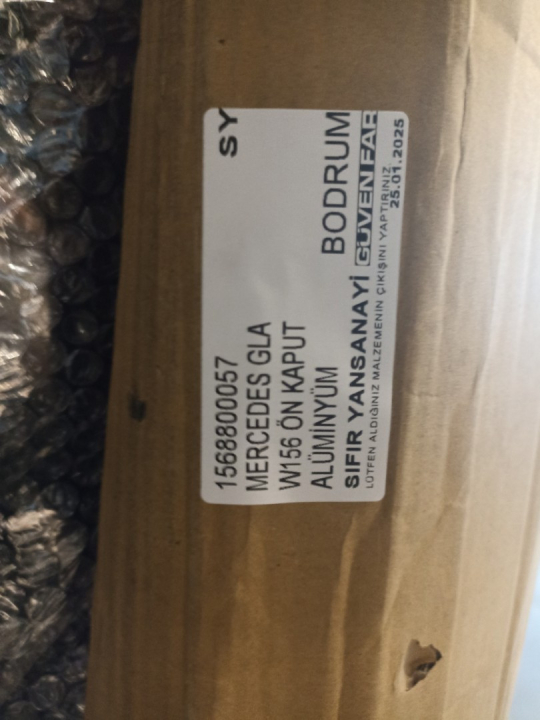 1568800057 SY
MERCEDES GLA
W156 ÖN KAPUT
ALÜMİNYÜM BODRUM
SIFIR YANSANAYİ GÜVEN FAR
LÜTFEN ALDIĞINIZ MALZEMENİN ÇIKIŞINI YAPTIRINIZ
25.01.2025